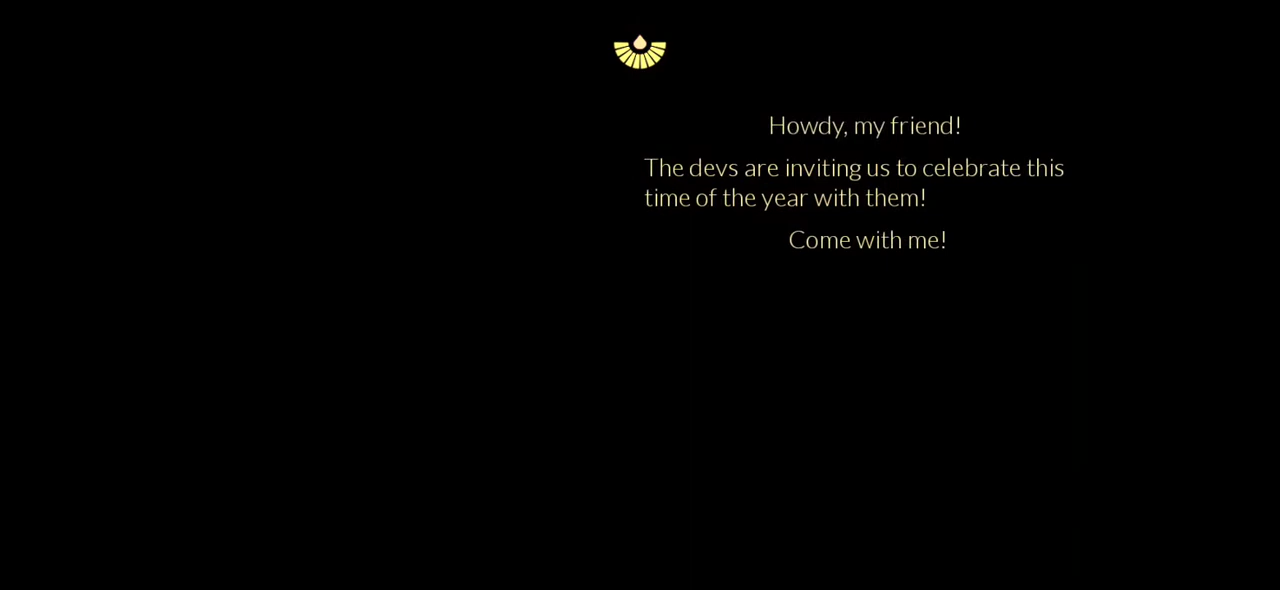 Howdy, my friend!
The devs are inviting us to celebrate this
time of the year with them!
Come with me!